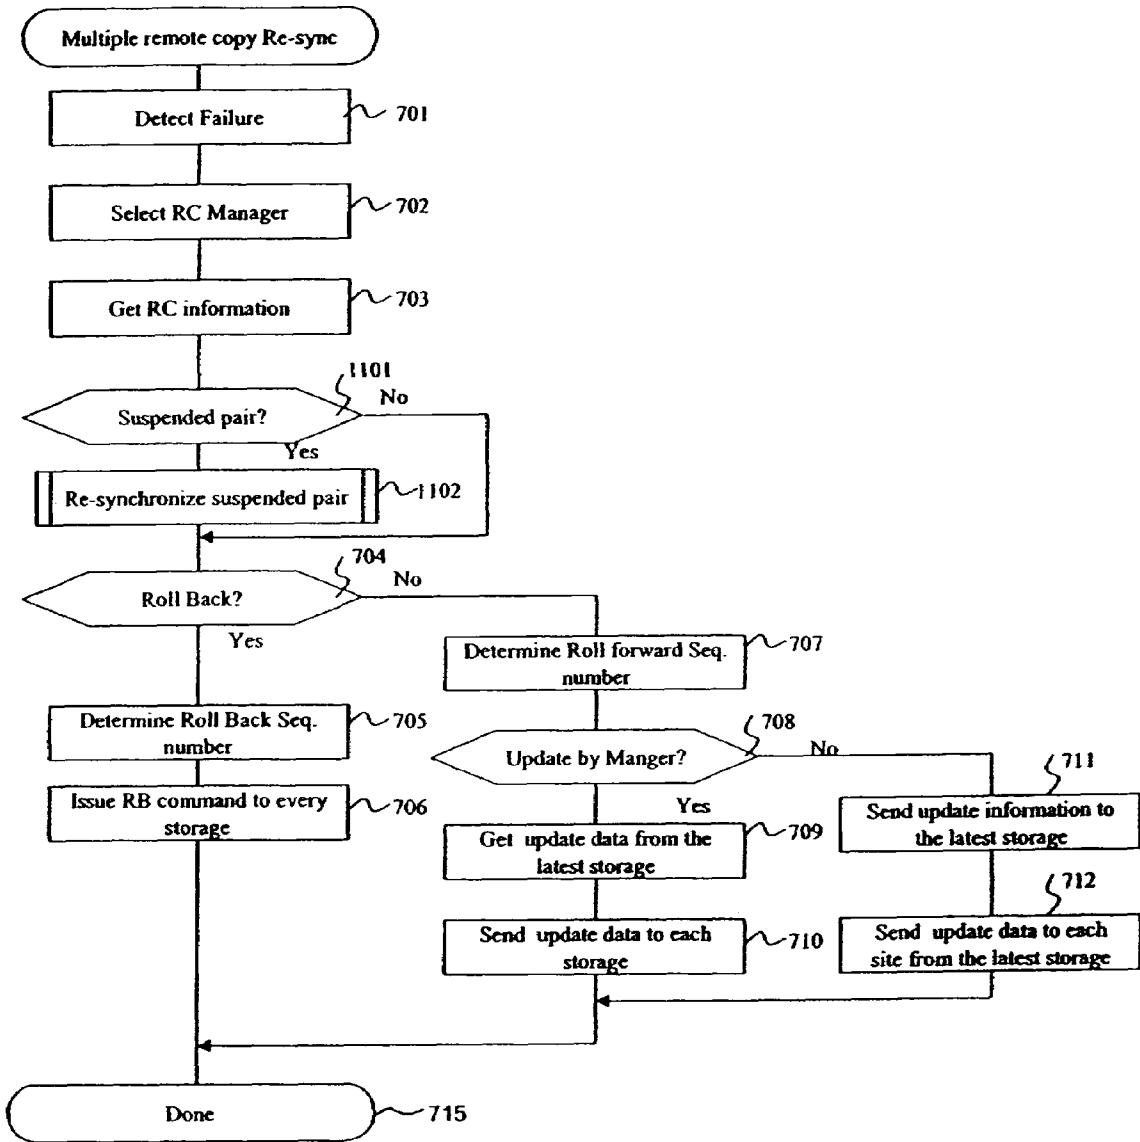 Multiple remote copy Re-sync
Detect Failure
701
Select RC Manager
702
Get RC information
703
1101
Suspended pair?
No
Yes
Re-synchronize suspended pair
1102
704
Roll Back?
No
Yes
Determine Roll forward Seq.
number
707
Determine Roll Back Seq.
number
705
708
Update by Manger?
No
Yes
Issue RB command to every
storage
706
711
Send update information to
the latest storage
Get update data from the
latest storage
709
712
Send update data to each
storage
710
Send update data to each
site from the latest storage
Done
715